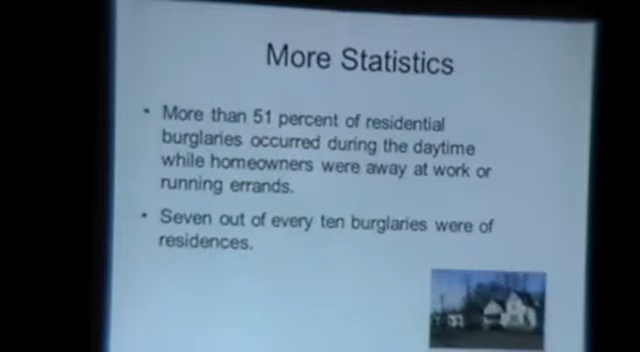 More Statistics
• More than 51 percent of residential
burglaries occurred during the daytime
while homeowners were away at work or
running errands.
• Seven out of every ten burglaries were of
residences.